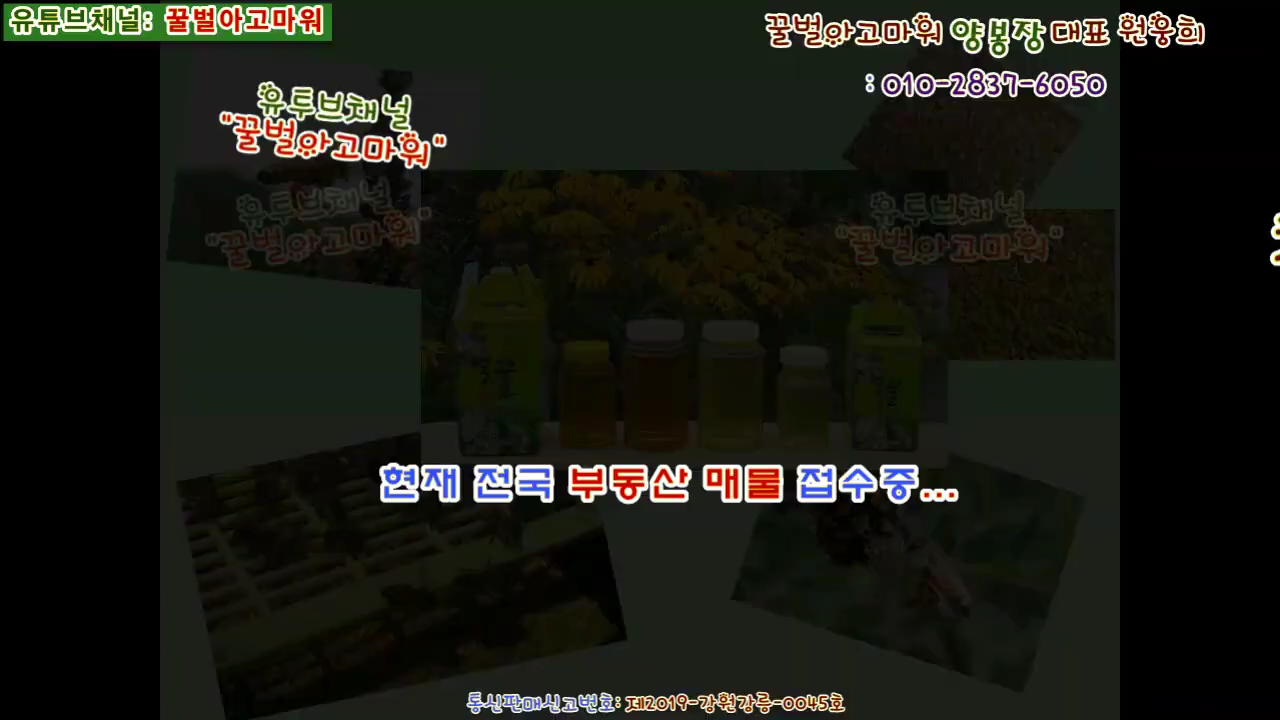 유튜브채널: 꿀벌아고마워
꿀벌아고마워 양봉장 대표 원웅희
: 010-2837-6050
유투브채널
"꿀벌아고마워"
유투브채널
"꿀벌아고마워"
유투브채널
"꿀벌아고마워"
현재 전국 부동산 매물 접수중...
통신판매신고번호: 제2019-강원강릉-0045호